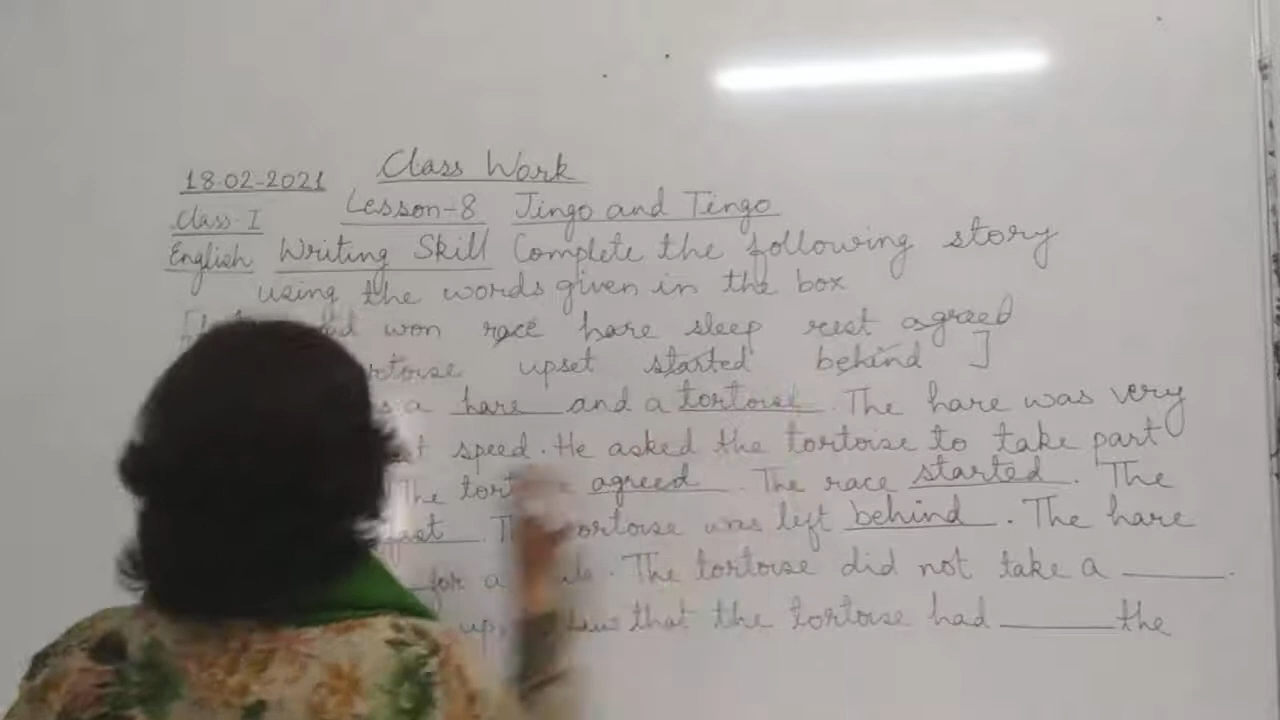 18.02-2021 Class Work
Class-I Lesson-8 Jingo and Tingo
English Writing Skill Complete the following story
using the words given in the box
won race hare sleep rest agreed
upset started behind ]
a hare and a tortoise. The hare was very
speed. He asked the tortoise to take part
The agreed. The race started. The
tortoise was left behind. The hare
for a The tortoise did not take a ____.
that the tortoise had ____ the